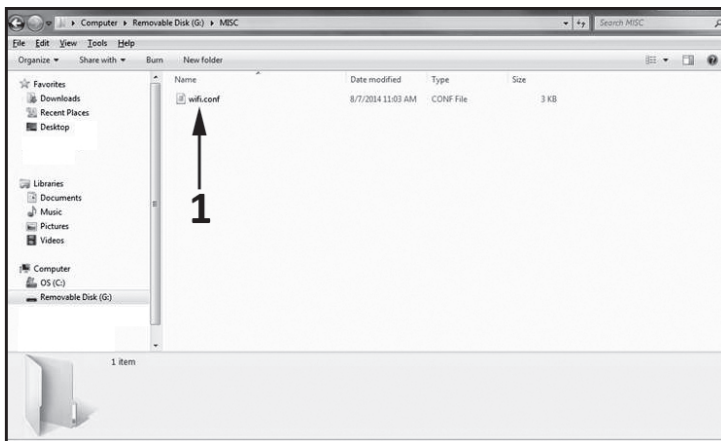 Computer ▸ Removable Disk (G:) ▸ MISC
Search MISC
File Edit View Tools Help
Organize Share with Burn New folder
Favorites
Downloads
Recent Places
Desktop
Libraries
Documents
Music
Pictures
Videos
Computer
OS (C:)
Removable Disk (G:)
Name Date modified Type Size
wifi.conf 8/7/2014 11:03 AM CONF File 3 KB
1
1 item